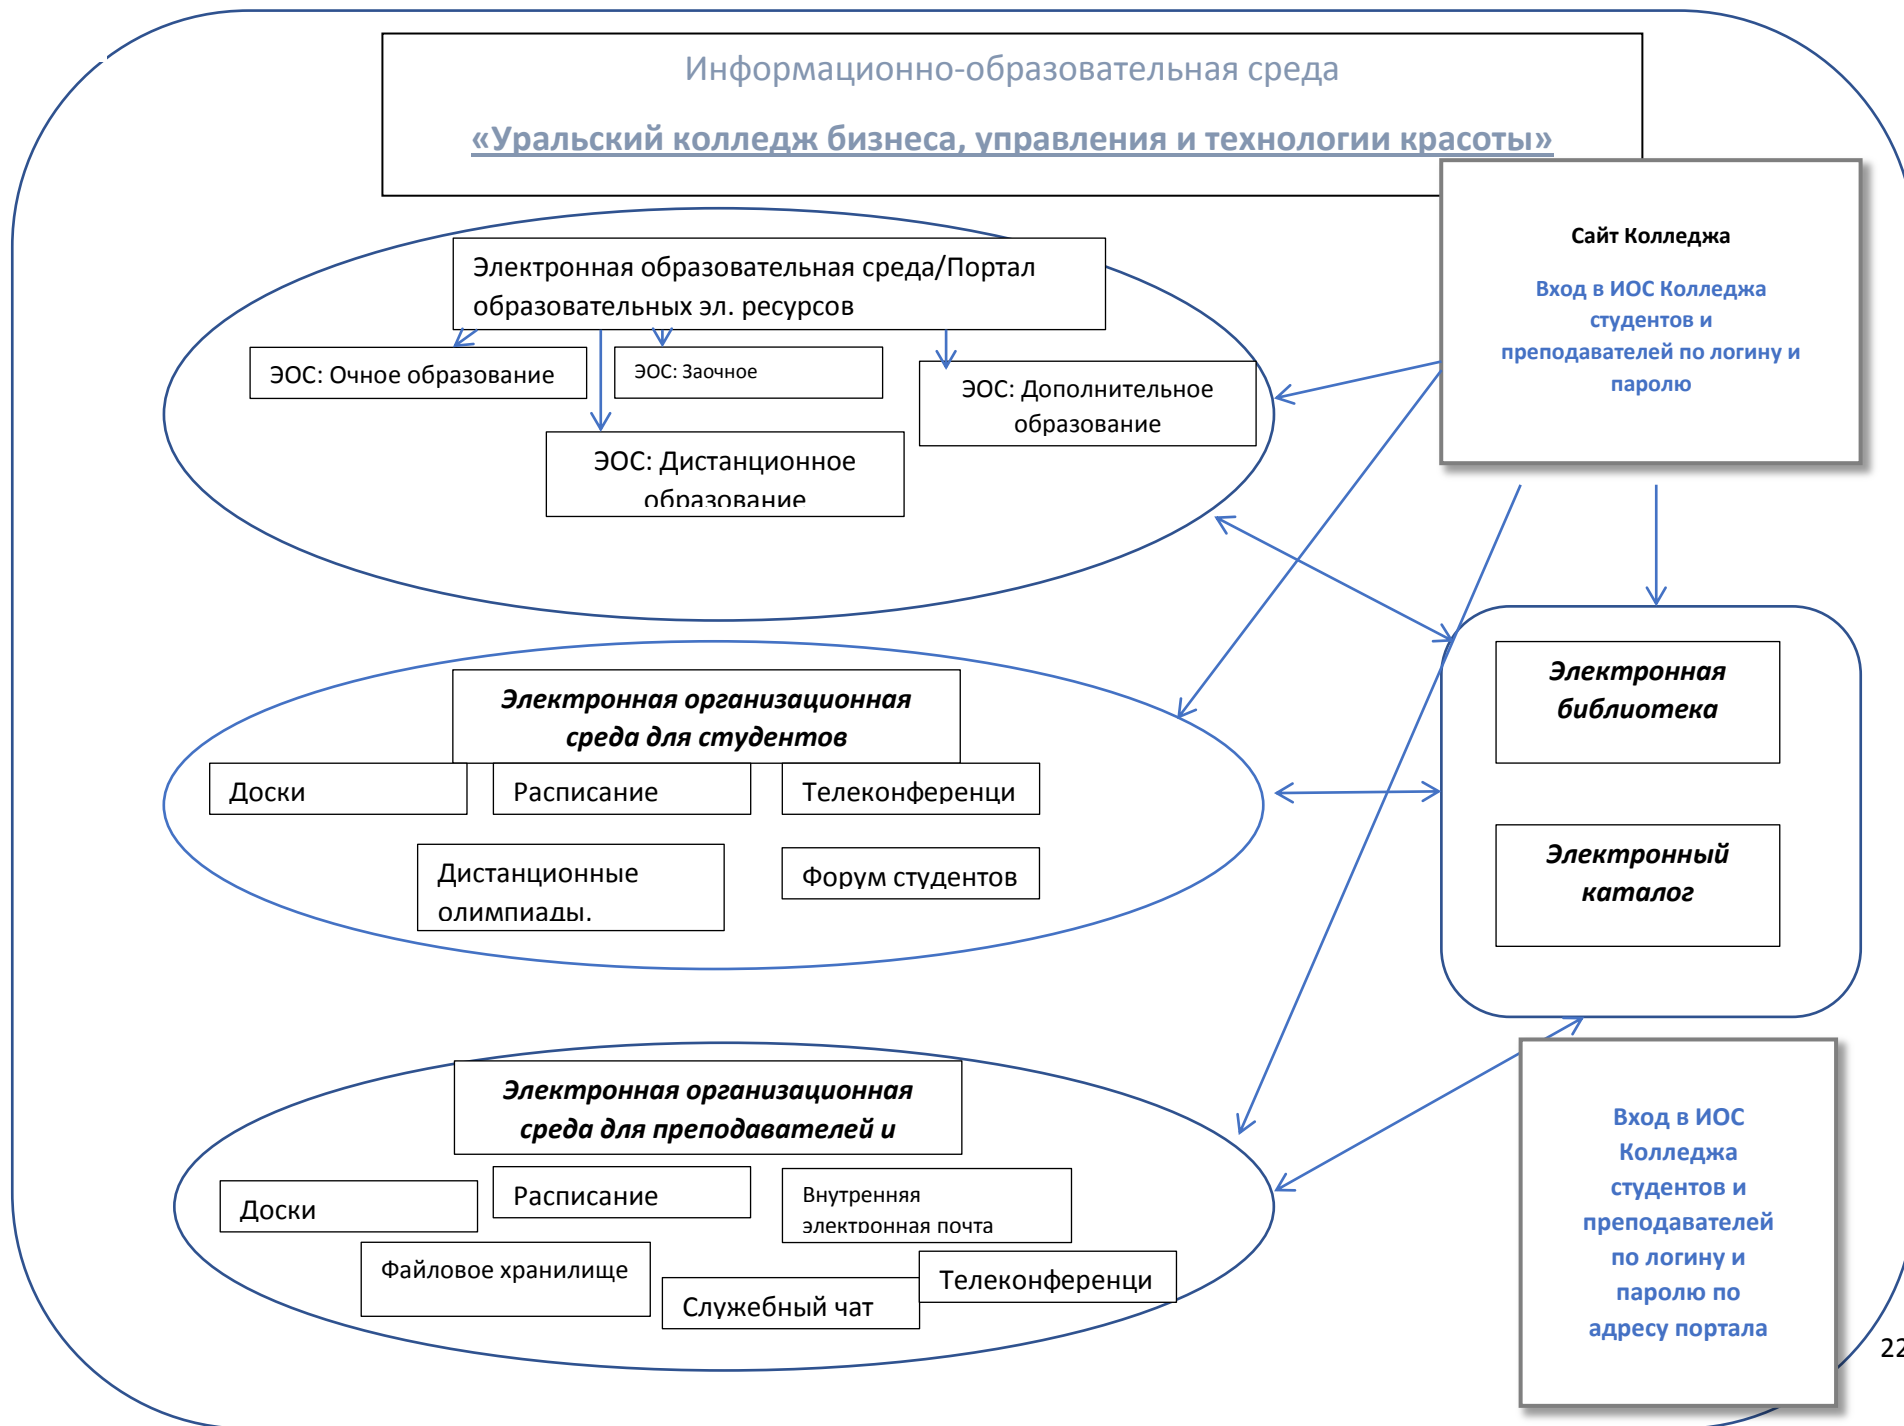 Информационно-образовательная среда
«Уральский колледж бизнеса, управления и технологии красоты»
Сайт Колледжа
Вход в ИОС Колледжа
студентов и
преподавателей по логину и
паролю
Электронная образовательная среда/Портал
образовательных эл. ресурсов
ЭОС: Очное образование
ЭОС: Заочное
ЭОС: Дополнительное
образование
ЭОС: Дистанционное
образование
Электронная организационная
среда для студентов
Доски
Расписание
Телеконференци
Дистанционные
олимпиады.
Форум студентов
Электронная
библиотека
Электронный
каталог
Электронная организационная
среда для преподавателей и
Доски
Расписание
Внутренняя
электронная почта
Файловое хранилище
Служебный чат
Телеконференци
Вход в ИОС
Колледжа
студентов и
преподавателей
по логину и
паролю по
адресу портала
22